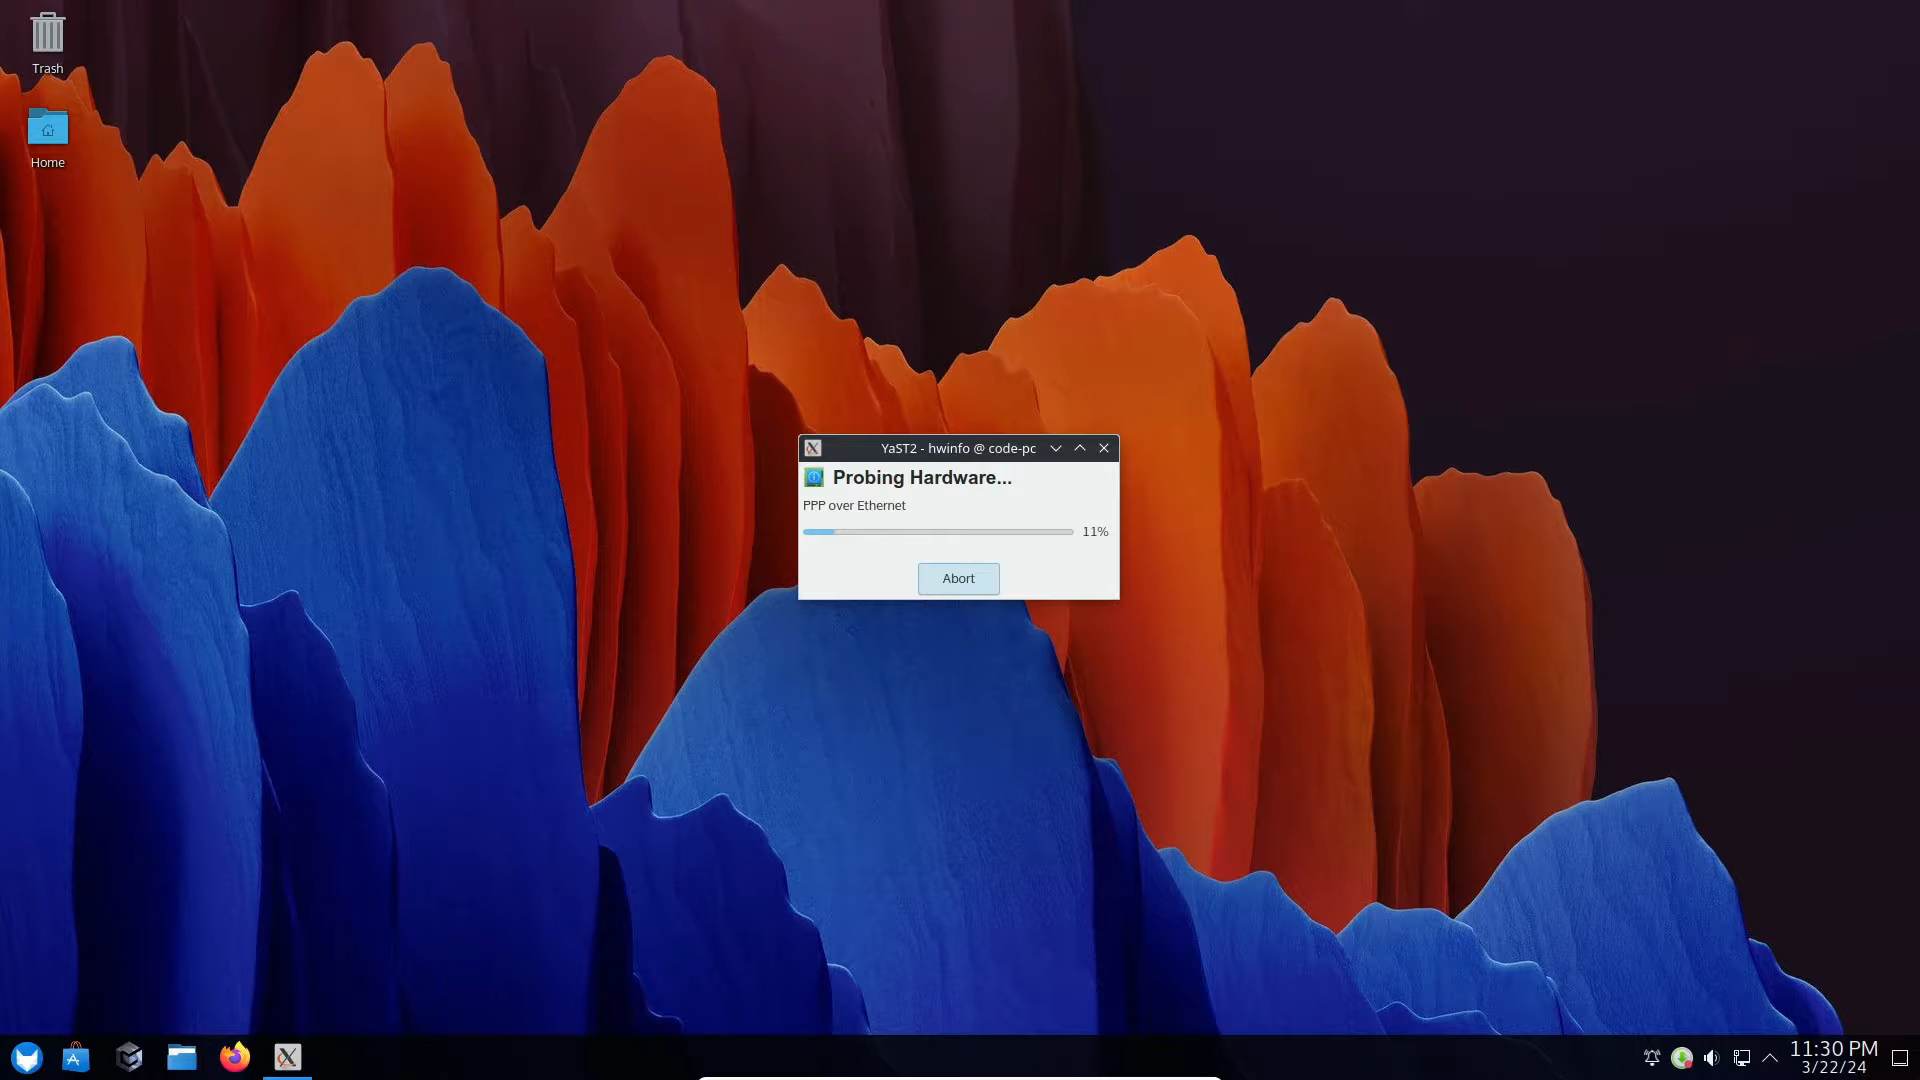 Trash
Home
YaST2 - hwinfo @ code-pc
Probing Hardware...
PPP over Ethernet
11%
Abort
11:30 PM
3/22/24